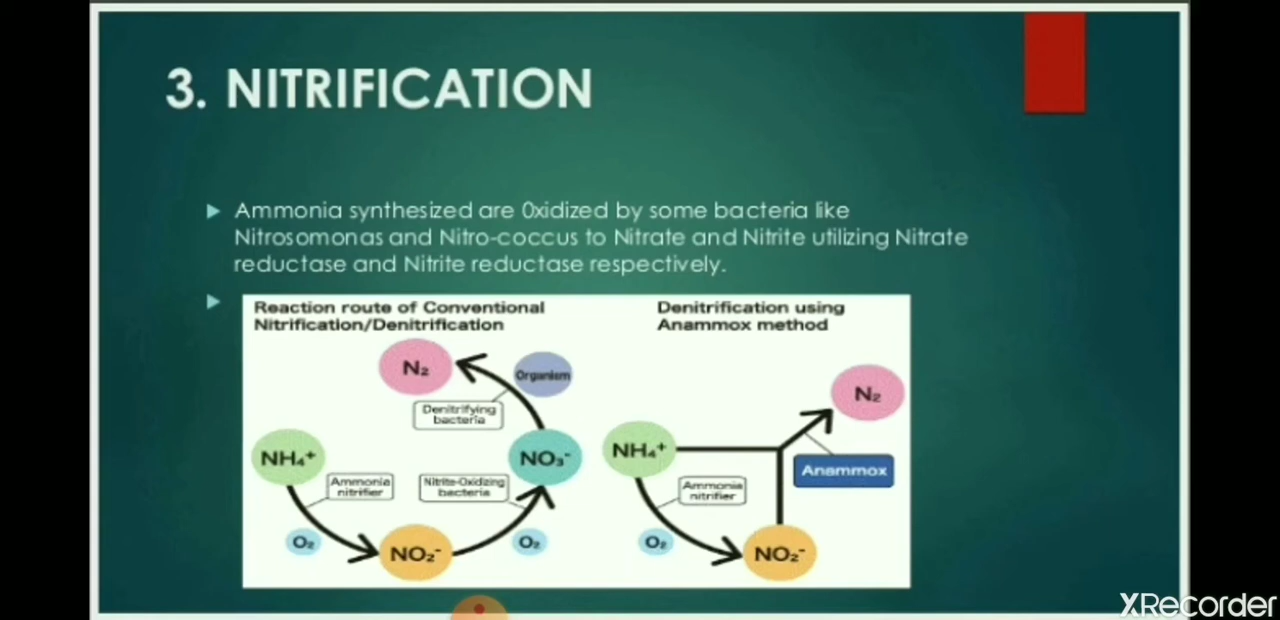 3. NITRIFICATION
Ammonia synthesized are 0xidized by some bacteria like
Nitrosomonas and Nitro-coccus to Nitrate and Nitrite utilizing Nitrate
reductase and Nitrite reductase respectively.
Reaction route of Conventional
Nitrification/Denitrification
N₂
Organism
Denitrifying
bacteria
NH₄⁺
NO₃⁻
Ammonia
nitrifier
Nitrite-Oxidizing
bacteria
O₂
NO₂⁻
O₂
Denitrification using
Anammox method
N₂
NH₄⁺
Anammox
Ammonia
nitrifier
O₂
NO₂⁻
XRecorder